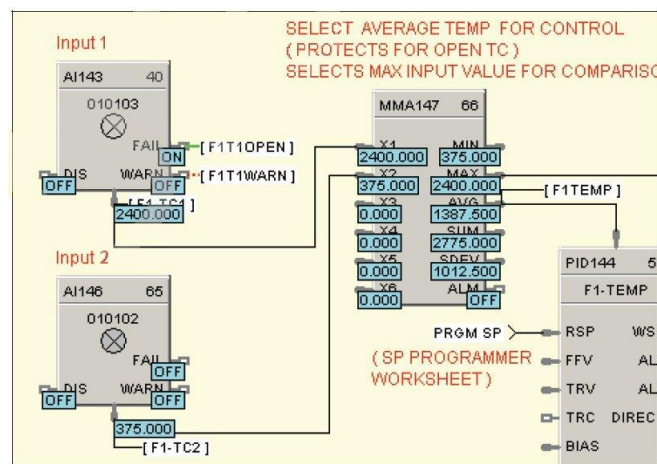 Input 1
SELECT AVERAGE TEMP FOR CONTROL
( PROTECTS FOR OPEN TC )
SELECTS MAX INPUT VALUE FOR COMPARISO
AI143 40
010103
FAIL
ON
[ F1T1OPEN ]
DIS
OFF
WARN
OFF
[ F1T1WARN ]
[ F1-TC1 ]
2400.000
MMA147 66
X1 MIN
2400.000 375.000
X2 MAX
375.000 2400.000
[ F1TEMP ]
X3 AVG
0.000 1387.500
X4 SUM
0.000 2775.000
X5 SDEV
0.000 1012.500
X6 ALM
0.000 OFF
Input 2
AI146 65
010102
FAIL
OFF
DIS
OFF
WARN
OFF
375.000
[ F1-TC2 ]
PID144 5
F1-TEMP
PRGM SP
RSP WS
( SP PROGRAMMER
WORKSHEET )
FFV AL
TRV AL
TRC DIREC
BIAS